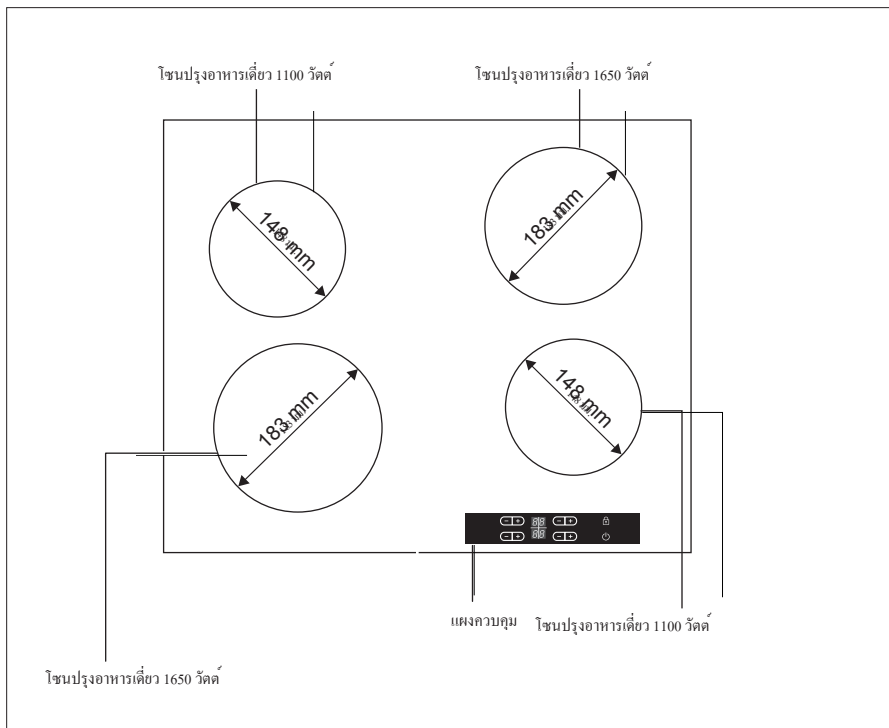 โซนปรุงอาหารเดี่ยว 1100 วัตต์
โซนปรุงอาหารเดี่ยว 1650 วัตต์
148 mm
183 mm
183 mm
148 mm
แผงควบคุม
โซนปรุงอาหารเดี่ยว 1100 วัตต์
โซนปรุงอาหารเดี่ยว 1650 วัตต์